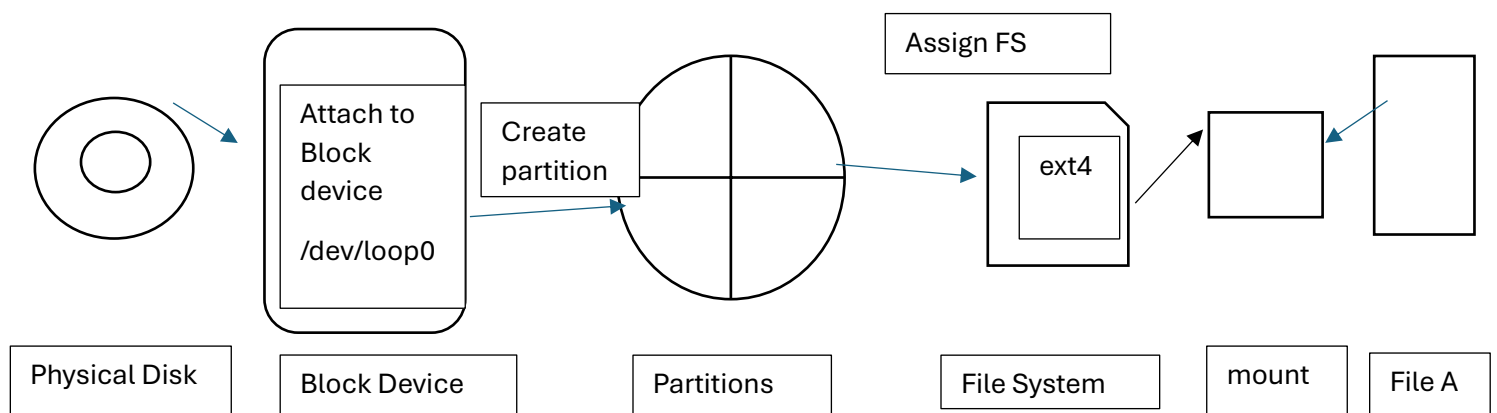 Assign FS
Attach to
Block
device
/dev/loop0
Create
partition
ext4
Physical Disk
Block Device
Partitions
File System
mount
File A